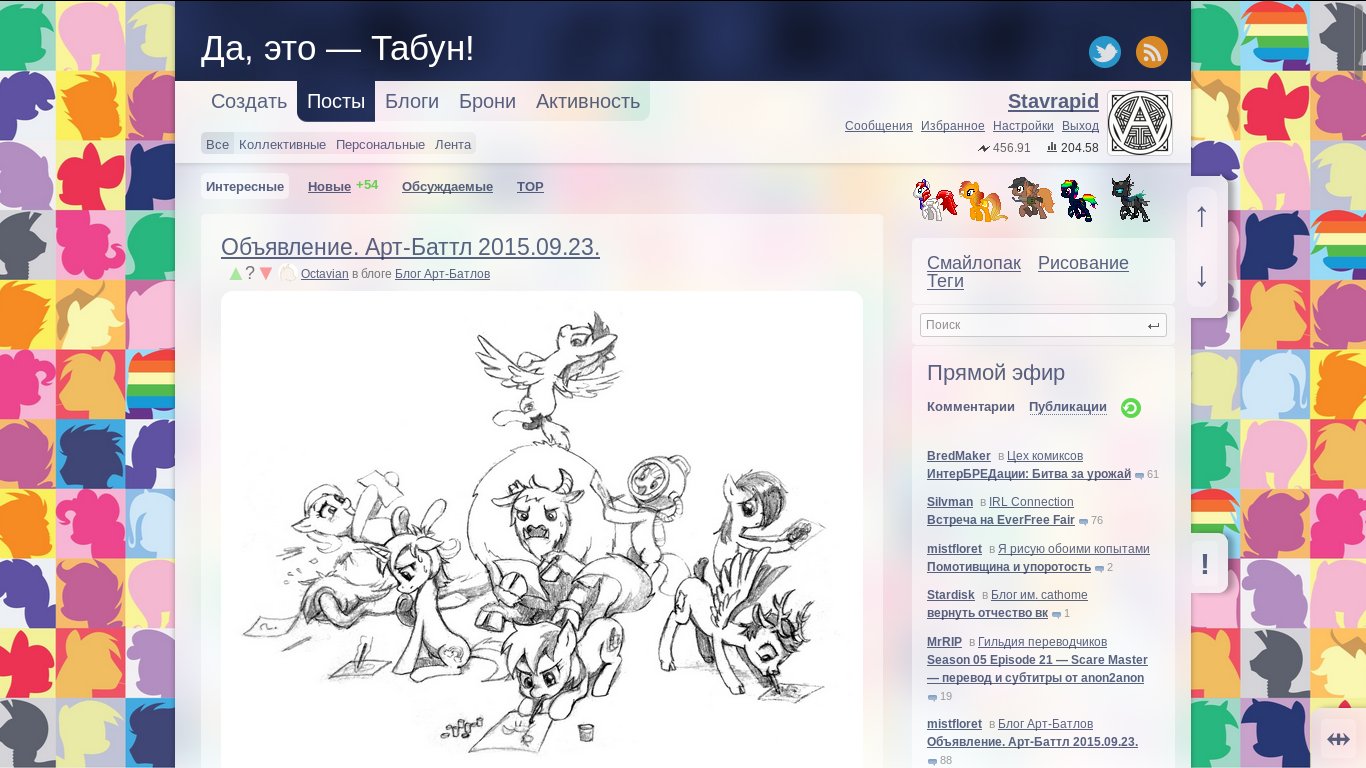 Да, это — Табун!
Создать Посты Блоги Брони Активность
Stavrapid
Сообщения Избранное Настройки Выход
456.91 204.58
Все Коллективные Персональные Лента
Интересные Новые +54 Обсуждаемые TOP
Объявление. Арт-Баттл 2015.09.23.
? Octavian в блоге Блог Арт-Батлов
Смайлопак Рисование
Теги
Поиск
Прямой эфир
Комментарии Публикации
BredMaker в Цех комиксов
ИнтерБРЕДации: Битва за урожай 61
Silvman в IRL Connection
Встреча на EverFree Fair 76
mistfloret в Я рисую обоими копытами
Помотивщина и упоротость 2
Stardisk в Блог им. cathome
вернуть отчество вк 1
MrRIP в Гильдия переводчиков
Season 05 Episode 21 — Scare Master
— перевод и субтитры от anon2anon
19
mistfloret в Блог Арт-Батлов
Объявление. Арт-Баттл 2015.09.23.
88
↑
↓
!